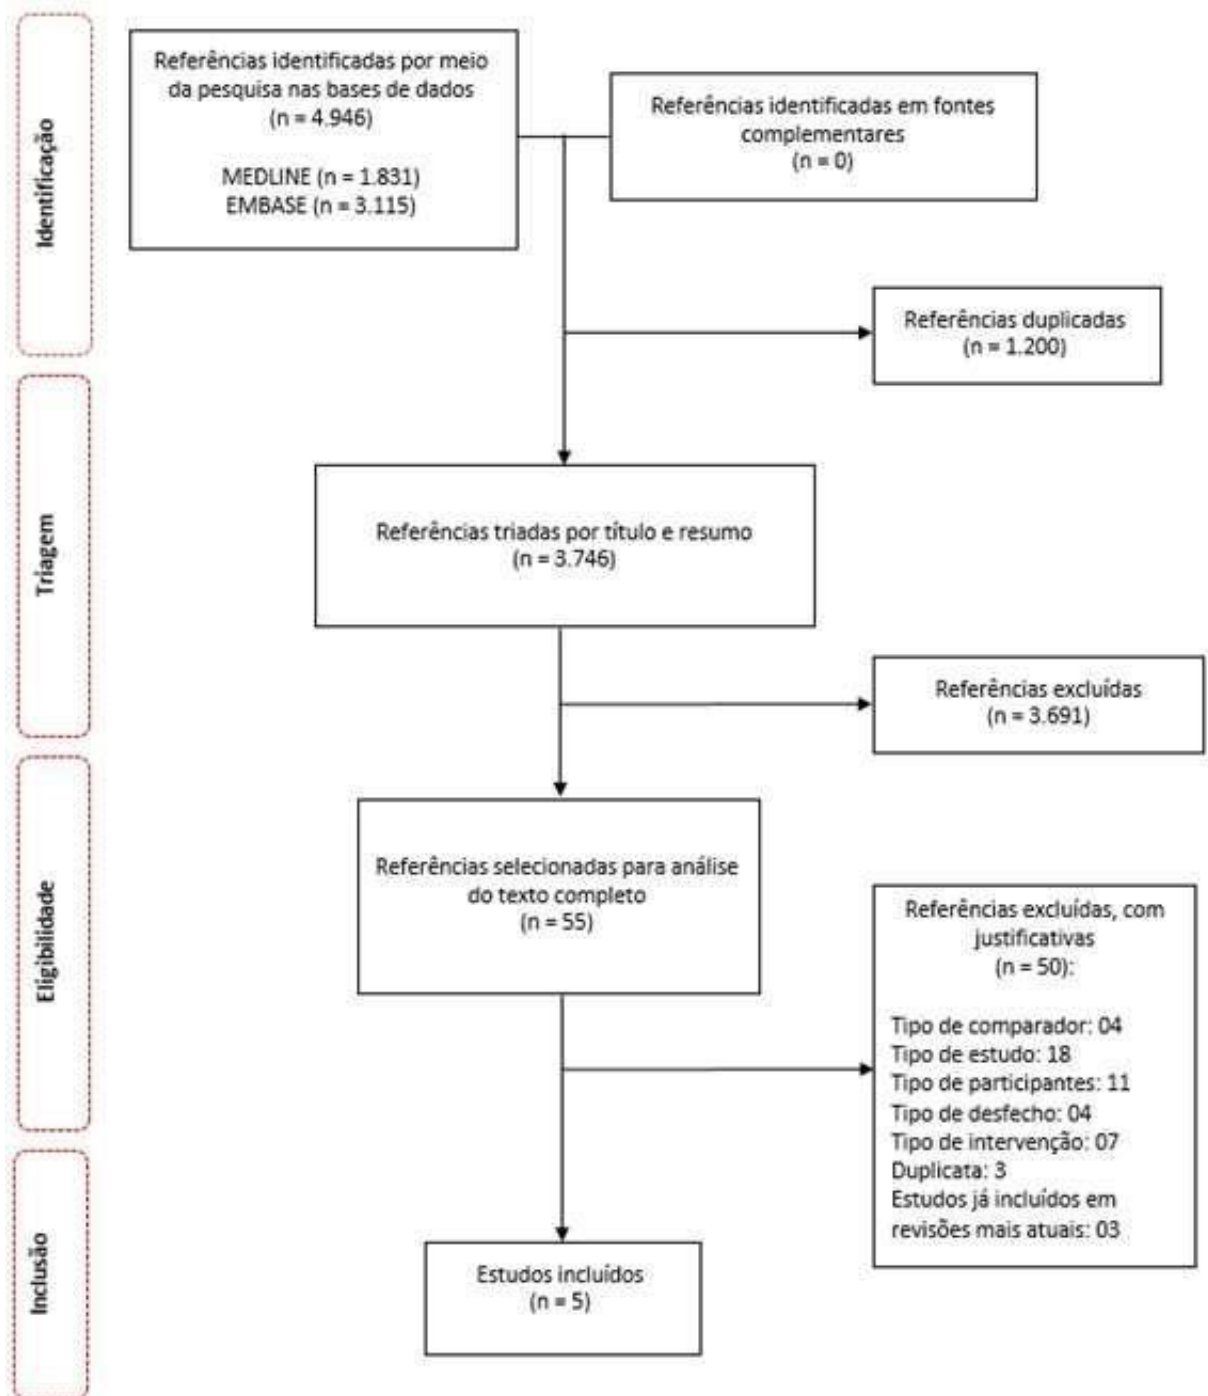 Identificação
Referências identificadas por meio
da pesquisa nas bases de dados
(n = 4.946)
MEDLINE (n = 1.831)
EMBASE (n = 3.115)
Referências identificadas em fontes
complementares
(n = 0)
Referências duplicadas
(n = 1.200)
Triagem
Referências triadas por título e resumo
(n = 3.746)
Referências excluídas
(n = 3.691)
Eligibilidade
Referências selecionadas para análise
do texto completo
(n = 55)
Referências excluídas, com
justificativas
(n = 50):
Tipo de comparador: 04
Tipo de estudo: 18
Tipo de participantes: 11
Tipo de desfecho: 04
Tipo de intervenção: 07
Duplicata: 3
Estudos já incluídos em
revisões mais atuais: 03
Inclusão
Estudos incluídos
(n = 5)